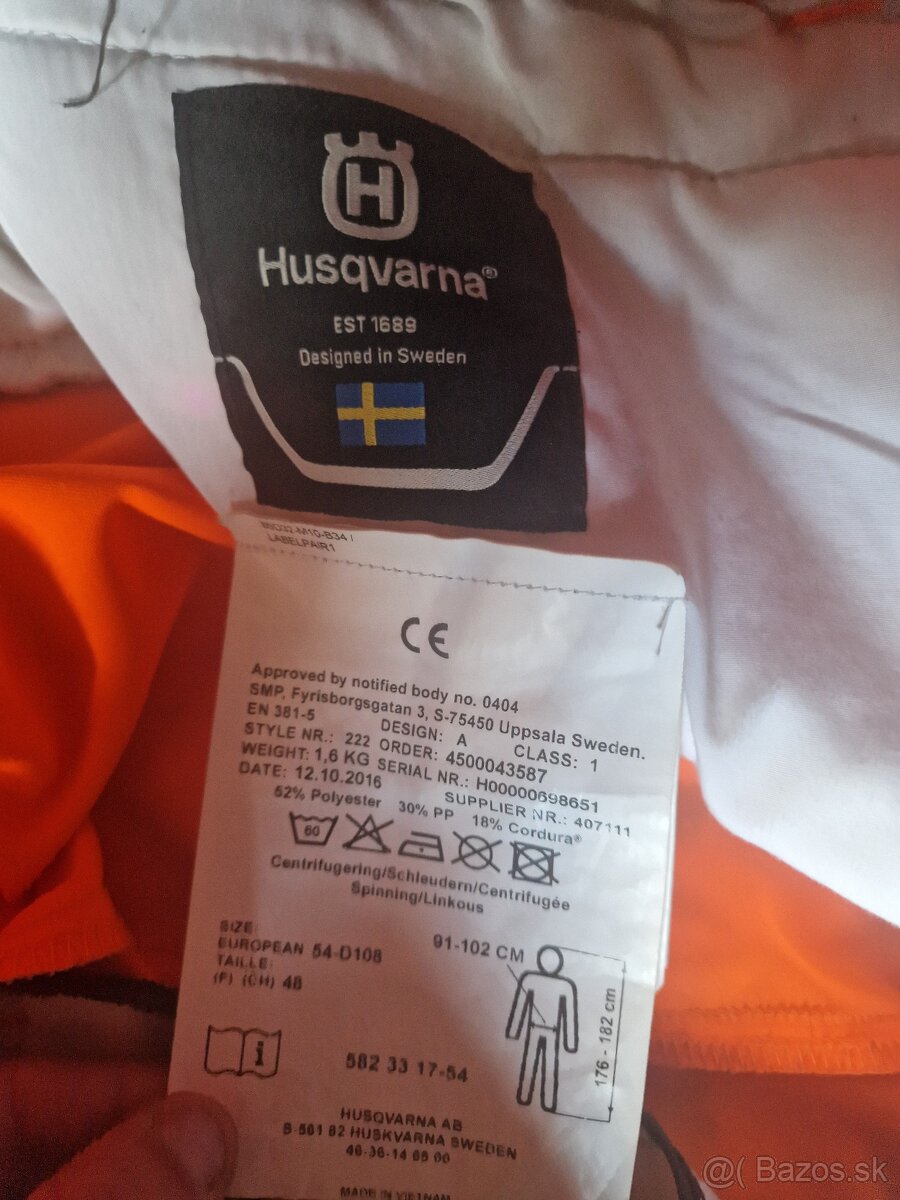 H
Husqvarna®
EST 1689
Designed in Sweden
LABELPAIR1
CE
Approved by notified body no. 0404
SMP, Fyrisborgsgatan 3, S-75450 Uppsala Sweden.
EN 381-5 DESIGN: A CLASS: 1
STYLE NR.: 222 ORDER: 4500043587
WEIGHT: 1,6 KG SERIAL NR.: H00000698651
DATE: 12.10.2016 SUPPLIER NR.: 407111
52% Polyester 30% PP 18% Cordura®
60
Centrifugering/Schleudern/Centrifugée
Spinning/Linkous
SIZE:
EUROPEAN 54-D108
TAILLE:
(F) (CH) 48
91-102 CM
176 - 182 cm
i
582 33 17-54
HUSQVARNA AB
S 561 82 HUSKVARNA SWEDEN
46-36-14 65 00
MADE IN VIETNAM
@( Bazos.sk